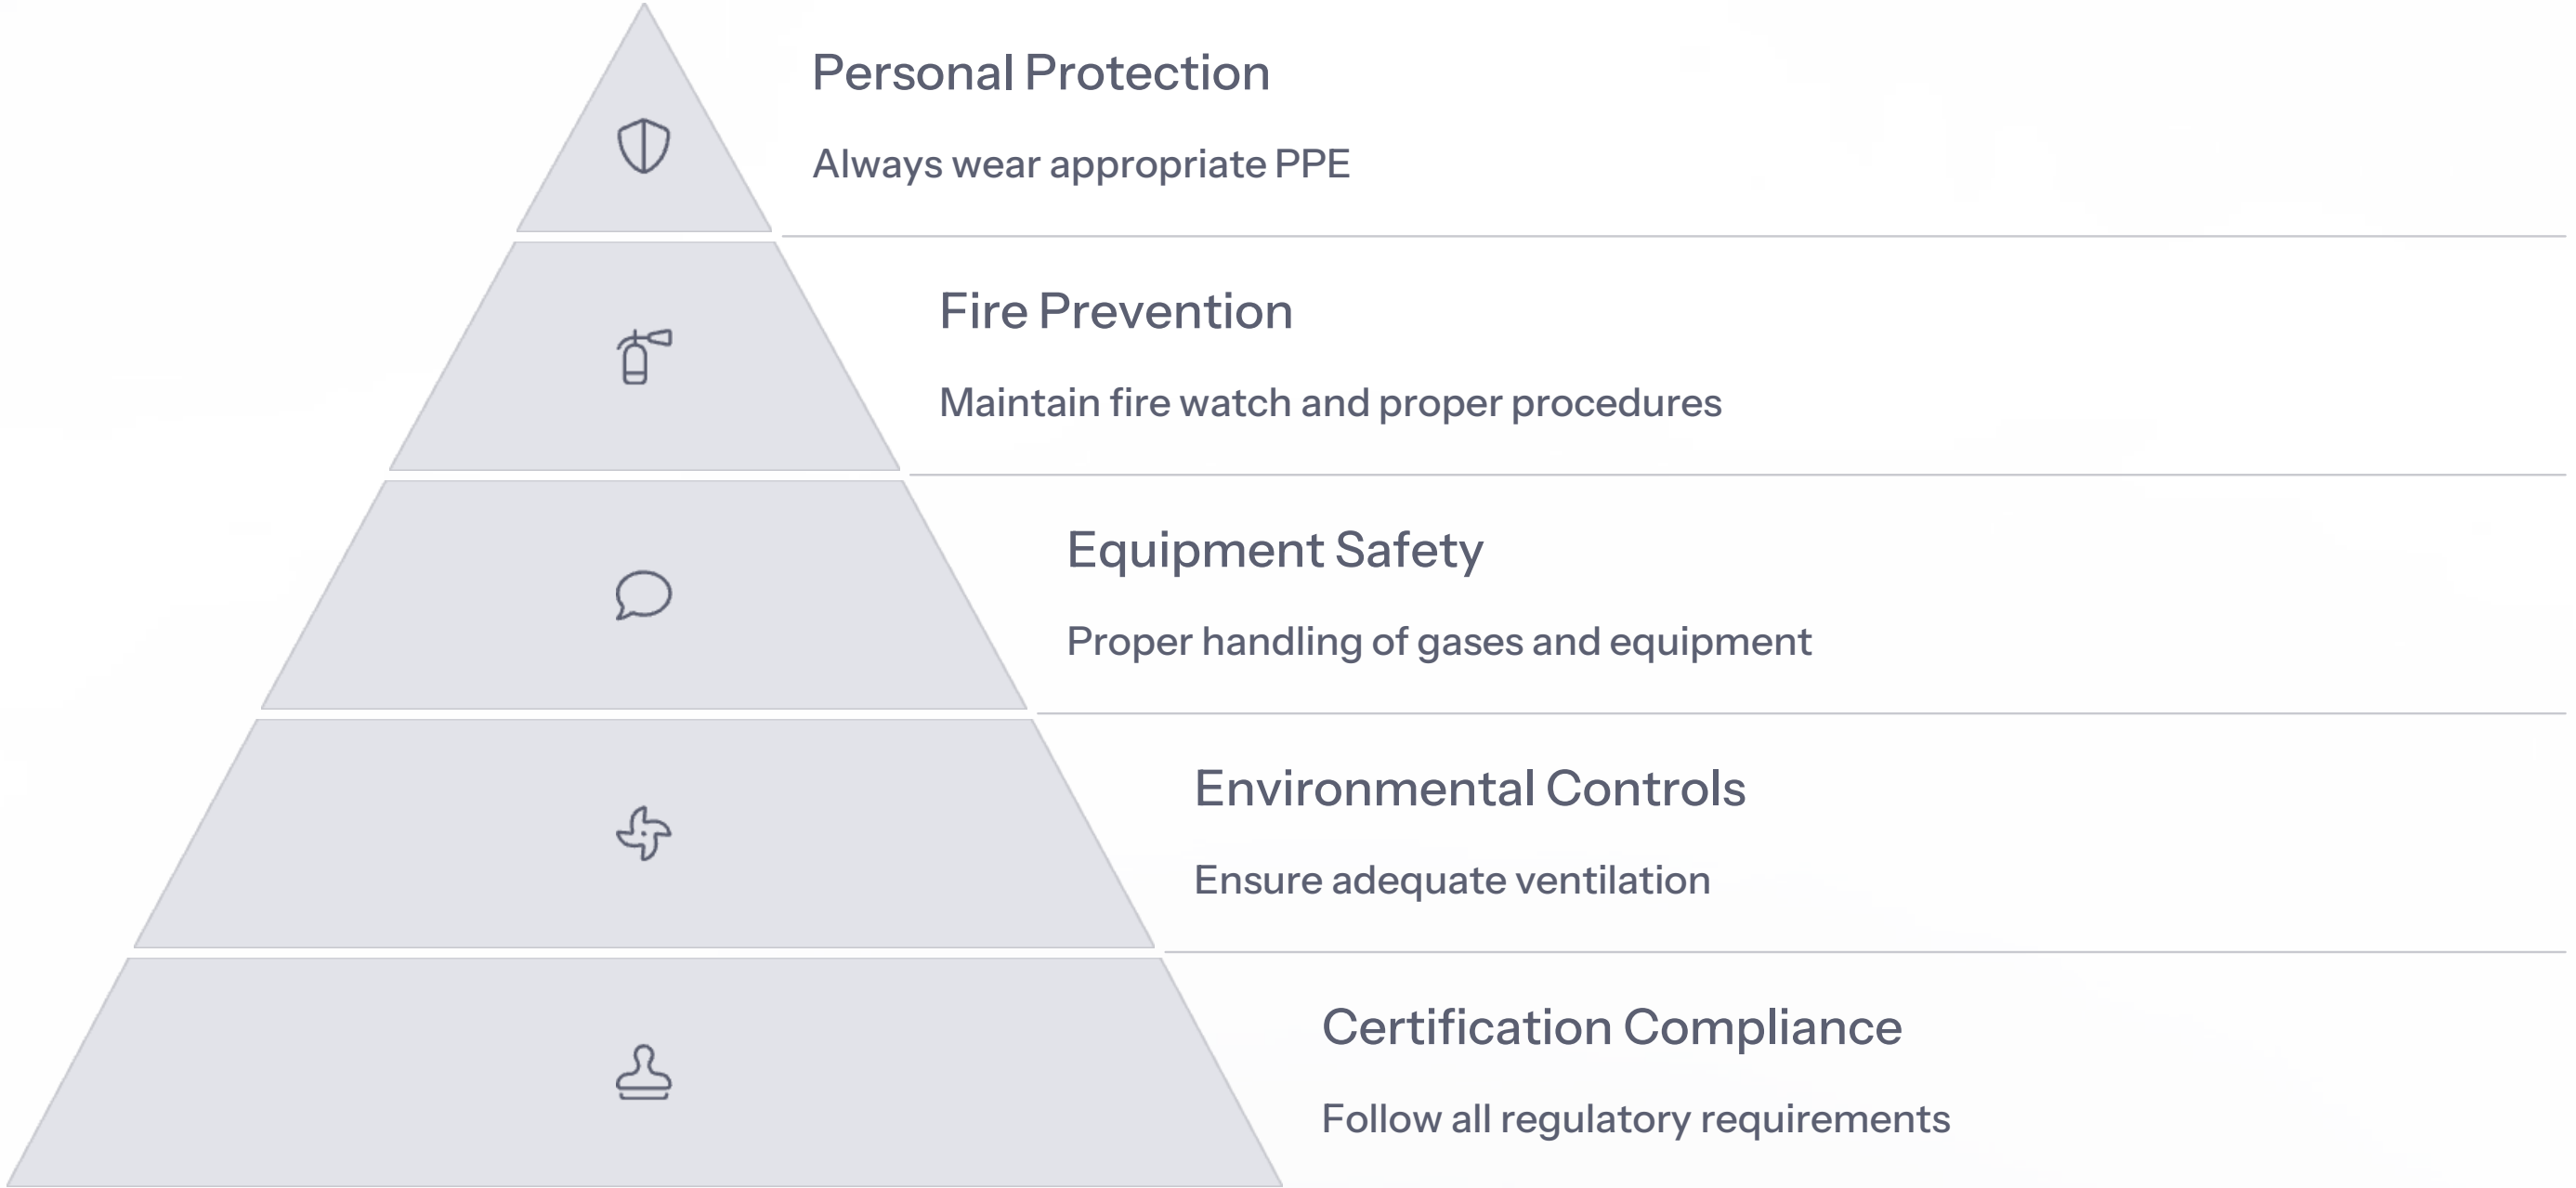 Personal Protection
Always wear appropriate PPE
Fire Prevention
Maintain fire watch and proper procedures
Equipment Safety
Proper handling of gases and equipment
Environmental Controls
Ensure adequate ventilation
Certification Compliance
Follow all regulatory requirements